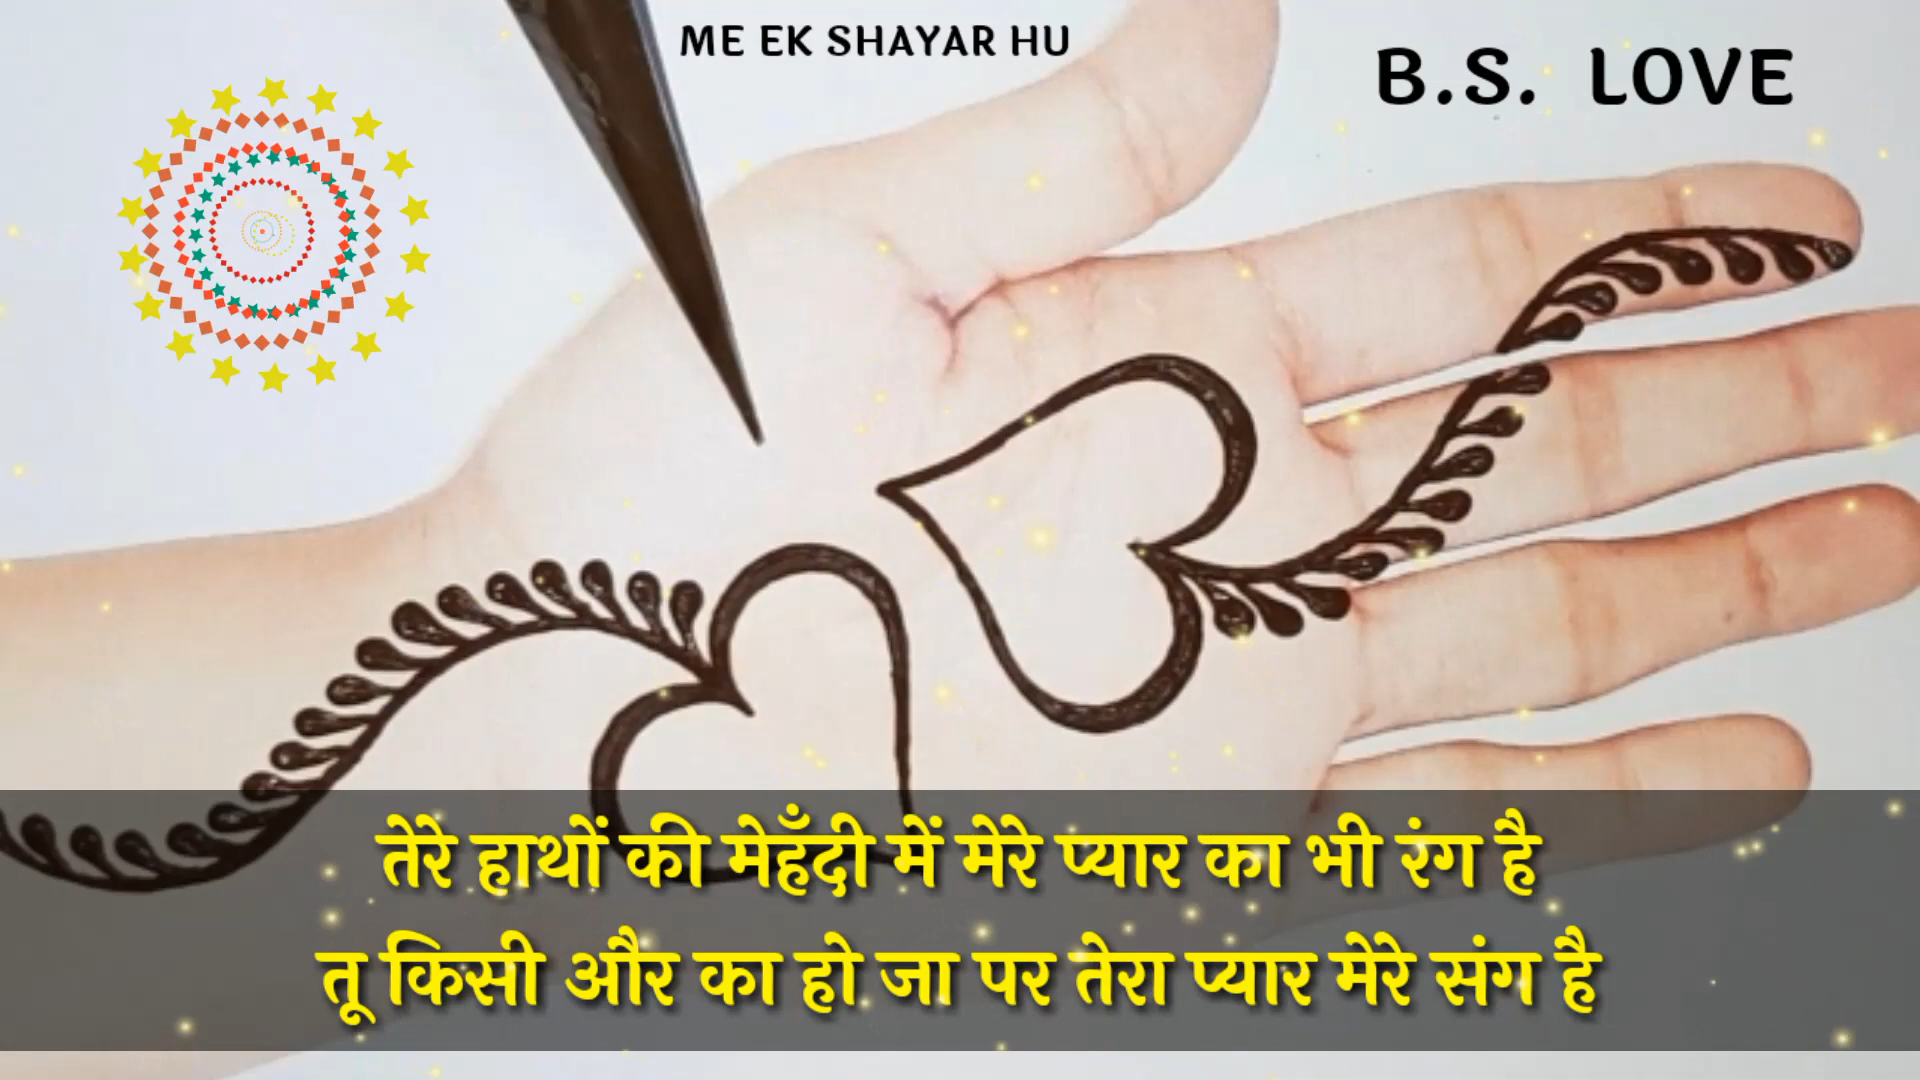 ME EK SHAYAR HU
B.S. LOVE
तेरे हाथों की मेहँदी में मेरे प्यार का भी रंग है
तू किसी और का हो जा पर तेरा प्यार मेरे संग है